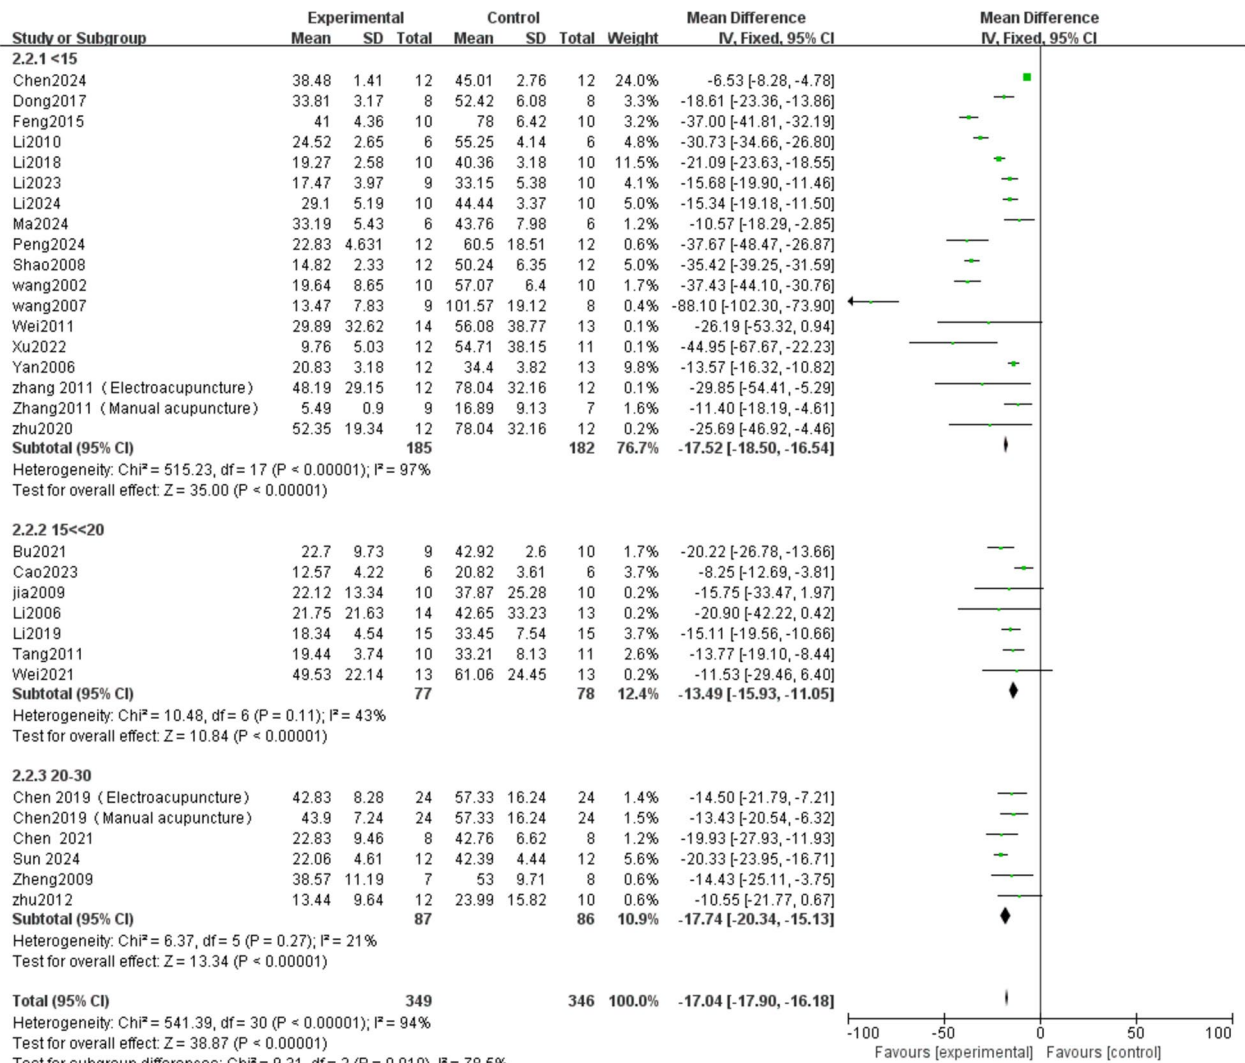 Experimental Control Mean Difference Mean Difference
Study or Subgroup Mean SD Total Mean SD Total Weight IV, Fixed, 95% CI IV, Fixed, 95% CI
2.2.1 <15
Chen2024 38.48 1.41 12 45.01 2.76 12 24.0% -6.53 [-8.28, -4.78]
Dong2017 33.81 3.17 8 52.42 6.08 8 3.3% -18.61 [-23.36, -13.86]
Feng2015 41 4.36 10 78 6.42 10 3.2% -37.00 [-41.81, -32.19]
Li2010 24.52 2.65 6 55.25 4.14 6 4.8% -30.73 [-34.66, -26.80]
Li2018 19.27 2.58 10 40.36 3.18 10 11.5% -21.09 [-23.63, -18.55]
Li2023 17.47 3.97 9 33.15 5.38 10 4.1% -15.68 [-19.90, -11.46]
Li2024 29.1 5.19 10 44.44 3.37 10 5.0% -15.34 [-19.18, -11.50]
Ma2024 33.19 5.43 6 43.76 7.98 6 1.2% -10.57 [-18.29, -2.85]
Peng2024 22.83 4.631 12 60.5 18.51 12 0.6% -37.67 [-48.47, -26.87]
Shao2008 14.82 2.33 12 50.24 6.35 12 5.0% -35.42 [-39.25, -31.59]
wang2002 19.64 8.65 10 57.07 6.4 10 1.7% -37.43 [-44.10, -30.76]
wang2007 13.47 7.83 9 101.57 19.12 8 0.4% -88.10 [-102.30, -73.90]
Wei2011 29.89 32.62 14 56.08 38.77 13 0.1% -26.19 [-53.32, 0.94]
Xu2022 9.76 5.03 12 54.71 38.15 11 0.1% -44.95 [-67.67, -22.23]
Yan2006 20.83 3.18 12 34.4 3.82 13 9.8% -13.57 [-16.32, -10.82]
zhang 2011 (Electroacupuncture) 48.19 29.15 12 78.04 32.16 12 0.1% -29.85 [-54.41, -5.29]
Zhang2011 (Manual acupuncture) 5.49 0.9 9 16.89 9.13 7 1.6% -11.40 [-18.19, -4.61]
zhu2020 52.35 19.34 12 78.04 32.16 12 0.2% -25.69 [-46.92, -4.46]
Subtotal (95% CI) 185 182 76.7% -17.52 [-18.50, -16.54]
Heterogeneity: Chi² = 515.23, df = 17 (P < 0.00001); I² = 97%
Test for overall effect: Z = 35.00 (P < 0.00001)
2.2.2 15<<20
Bu2021 22.7 9.73 9 42.92 2.6 10 1.7% -20.22 [-26.78, -13.66]
Cao2023 12.57 4.22 6 20.82 3.61 6 3.7% -8.25 [-12.69, -3.81]
jia2009 22.12 13.34 10 37.87 25.28 10 0.2% -15.75 [-33.47, 1.97]
Li2006 21.75 21.63 14 42.65 33.23 13 0.2% -20.90 [-42.22, 0.42]
Li2019 18.34 4.54 15 33.45 7.54 15 3.7% -15.11 [-19.56, -10.66]
Tang2011 19.44 3.74 10 33.21 8.13 11 2.6% -13.77 [-19.10, -8.44]
Wei2021 49.53 22.14 13 61.06 24.45 13 0.2% -11.53 [-29.46, 6.40]
Subtotal (95% CI) 77 78 12.4% -13.49 [-15.93, -11.05]
Heterogeneity: Chi² = 10.48, df = 6 (P = 0.11); I² = 43%
Test for overall effect: Z = 10.84 (P < 0.00001)
2.2.3 20-30
Chen 2019 (Electroacupuncture) 42.83 8.28 24 57.33 16.24 24 1.4% -14.50 [-21.79, -7.21]
Chen2019 (Manual acupuncture) 43.9 7.24 24 57.33 16.24 24 1.5% -13.43 [-20.54, -6.32]
Chen 2021 22.83 9.46 8 42.76 6.62 8 1.2% -19.93 [-27.93, -11.93]
Sun 2024 22.06 4.61 12 42.39 4.44 12 5.6% -20.33 [-23.95, -16.71]
Zheng2009 38.57 11.19 7 53 9.71 8 0.6% -14.43 [-25.11, -3.75]
zhu2012 13.44 9.64 12 23.99 15.82 10 0.6% -10.55 [-21.77, 0.67]
Subtotal (95% CI) 87 86 10.9% -17.74 [-20.34, -15.13]
Heterogeneity: Chi² = 6.37, df = 5 (P = 0.27); I² = 21%
Test for overall effect: Z = 13.34 (P < 0.00001)
Total (95% CI) 349 346 100.0% -17.04 [-17.90, -16.18]
Heterogeneity: Chi² = 541.39, df = 30 (P < 0.00001); I² = 94%
Test for overall effect: Z = 38.87 (P < 0.00001)
Test for subgroup differences: Chi² = 9.31, df = 2 (P = 0.010), I² = 78.5%
-100 -50 0 50 100
Favours [experimental] Favours [control]